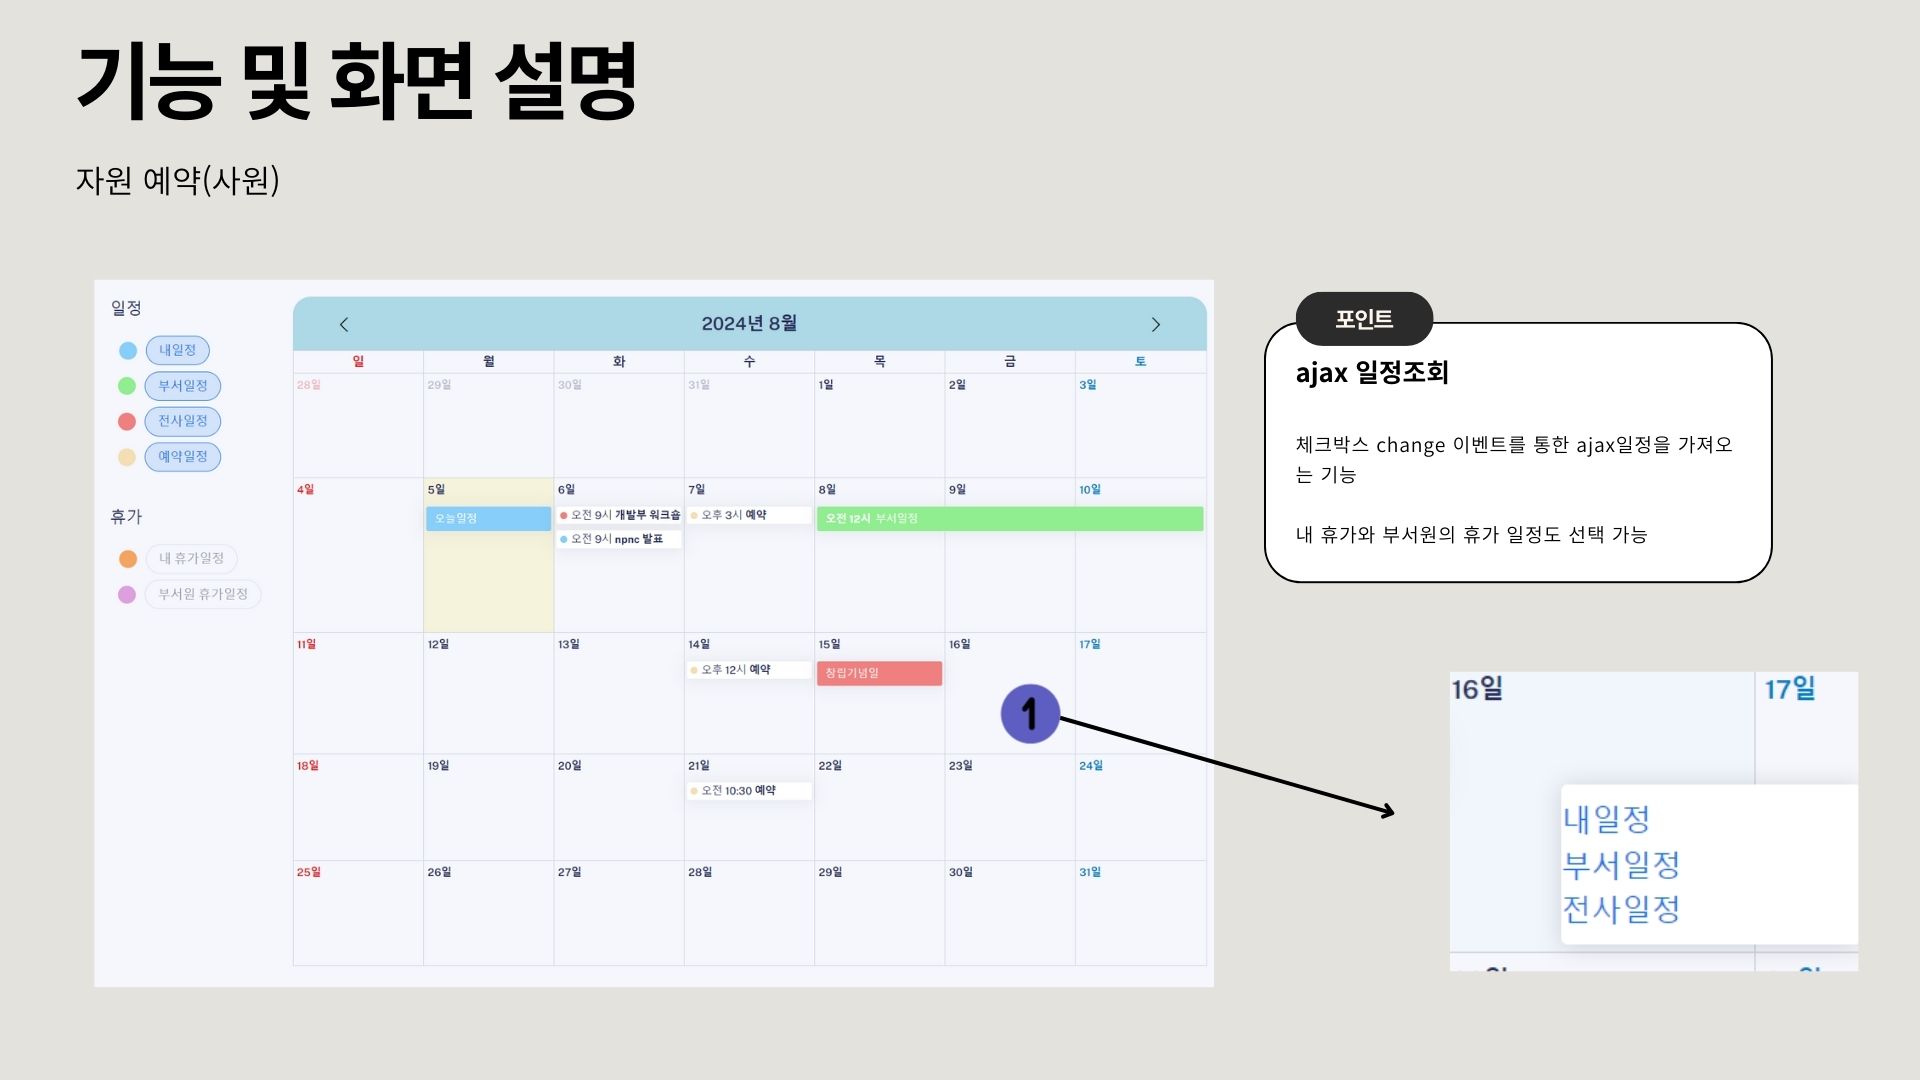 기능 및 화면 설명
자원 예약(사원)
일정
내일정
부서일정
전사일정
예약일정
휴가
내 휴가일정
부서원 휴가일정
2024년 8월
일 월 화 수 목 금 토
28일 29일 30일 31일 1일 2일 3일
4일 5일 6일 7일 8일 9일 10일
오늘일정 오전 9시 개발부 워크숍 오후 3시 예약 오전 12시 부서일정
오전 9시 npnc 발표
11일 12일 13일 14일 15일 16일 17일
오후 12시 예약 창립기념일
1
18일 19일 20일 21일 22일 23일 24일
오전 10:30 예약
25일 26일 27일 28일 29일 30일 31일
포인트
ajax 일정조회
체크박스 change 이벤트를 통한 ajax일정을 가져오
는 기능
내 휴가와 부서원의 휴가 일정도 선택 가능
16일 17일
내일정
부서일정
전사일정